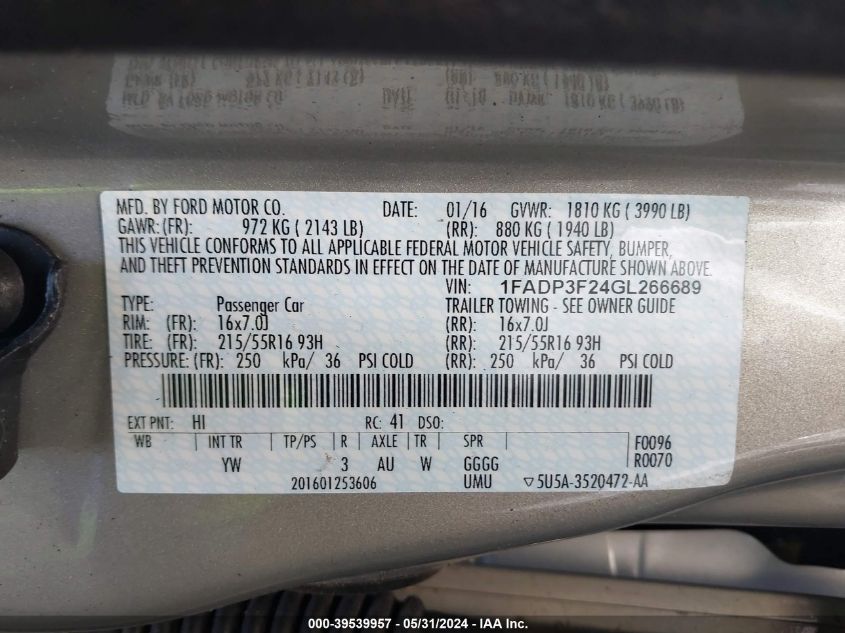 MFD. BY FORD MOTOR CO. DATE: 01/16 GVWR: 1810 KG ( 3990 LB)
GAWR: (FR): 972 KG ( 2143 LB) (RR): 880 KG ( 1940 LB)
THIS VEHICLE CONFORMS TO ALL APPLICABLE FEDERAL MOTOR VEHICLE SAFETY, BUMPER,
AND THEFT PREVENTION STANDARDS IN EFFECT ON THE DATE OF MANUFACTURE SHOWN ABOVE.
VIN: 1FADP3F24GL266689
TYPE: Passenger Car TRAILER TOWING - SEE OWNER GUIDE
RIM: (FR): 16x7.0J (RR): 16x7.0J
TIRE: (FR): 215/55R16 93H (RR): 215/55R16 93H
PRESSURE: (FR): 250 kPa/ 36 PSI COLD (RR): 250 kPa/ 36 PSI COLD
EXT PNT: HI RC: 41 DSO:
WB INT TR TP/PS R AXLE TR SPR F0096
YW 3 AU W GGGG R0070
201601253606 UMU ▽5U5A-3520472-AA
000-39539957 - 05/31/2024 - IAA Inc.